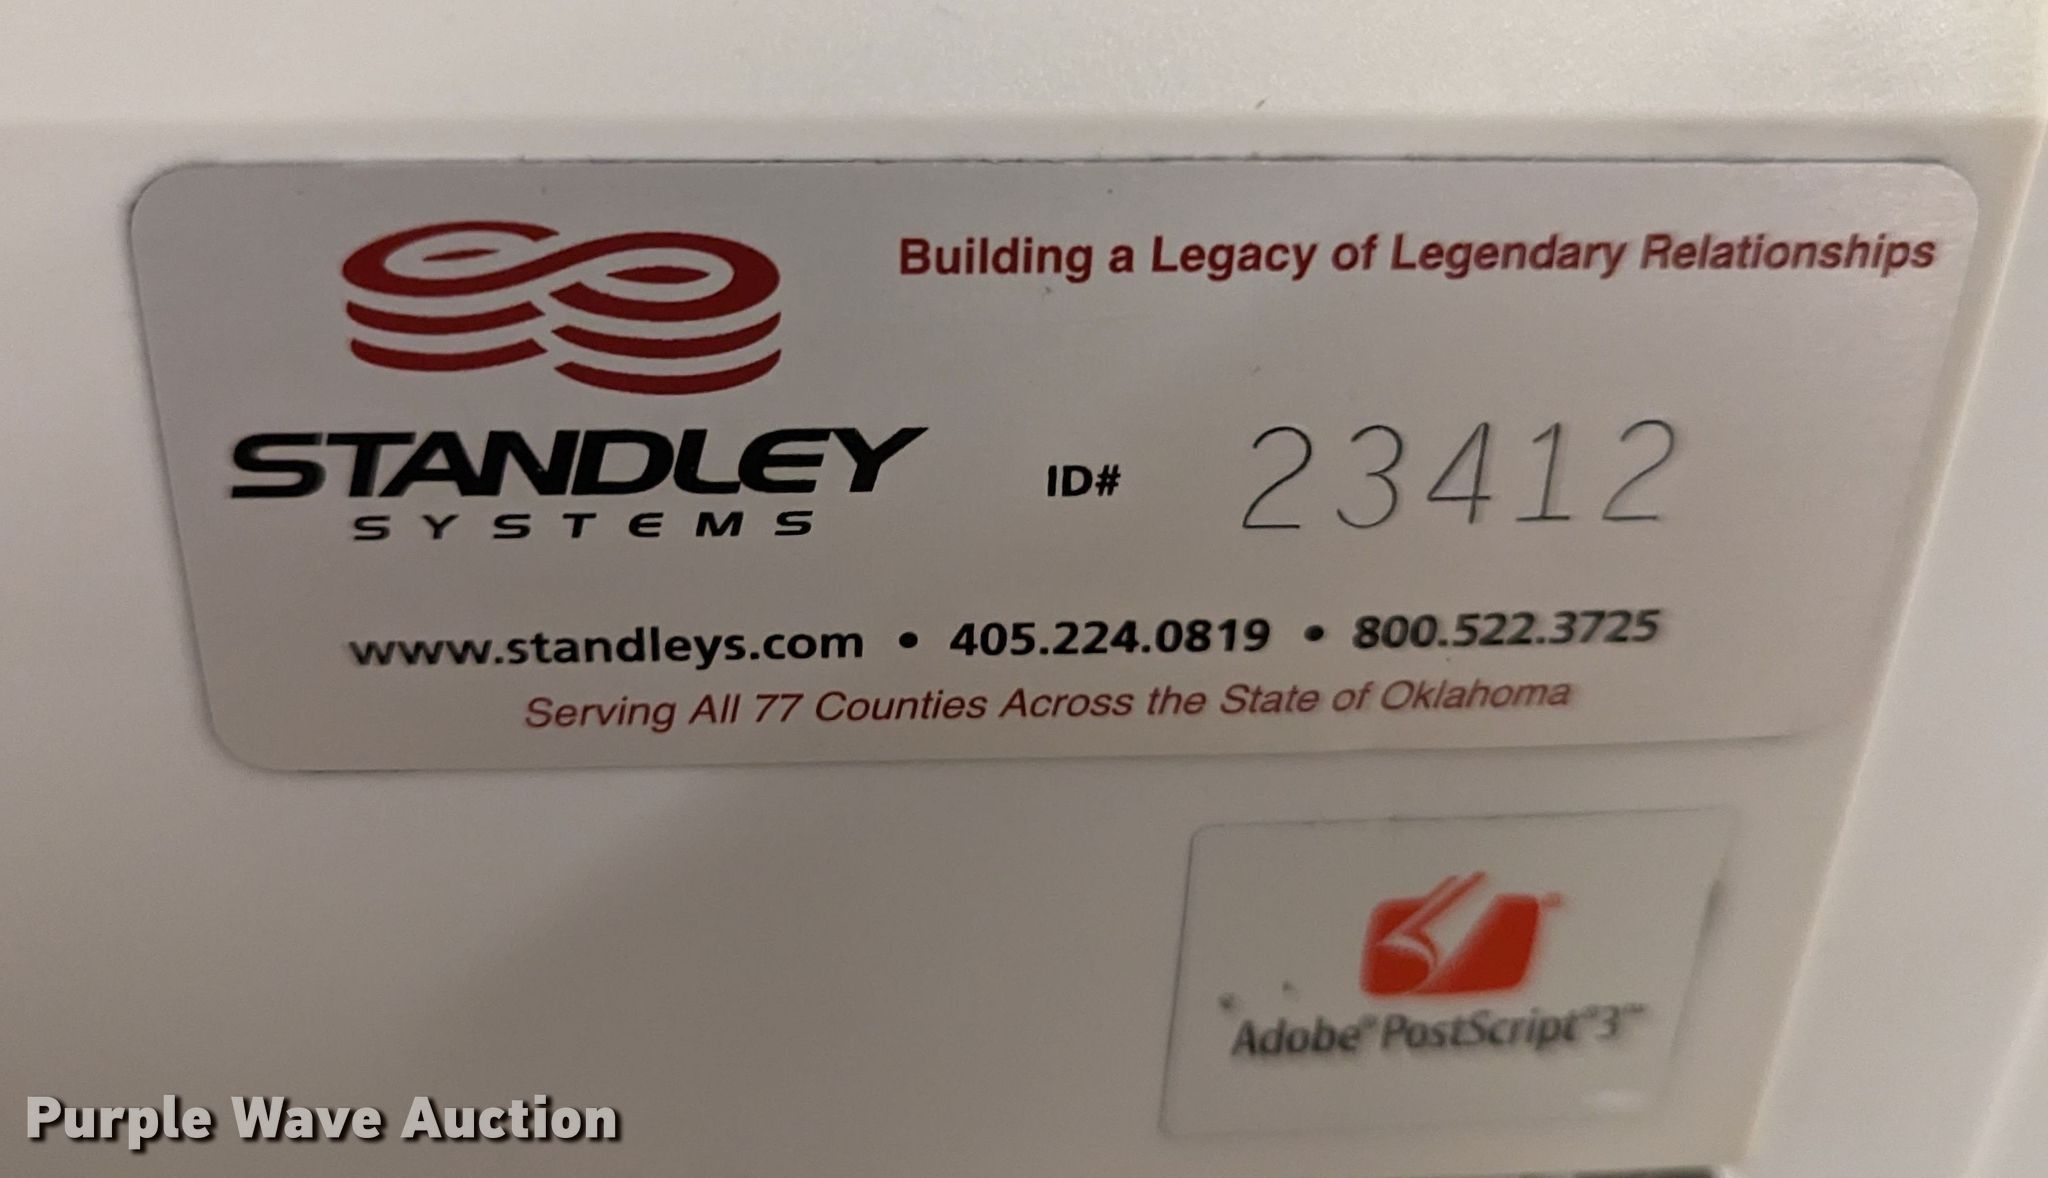 Building a Legacy of Legendary Relationships
STANDLEY
SYSTEMS
ID# 23412
www.standleys.com • 405.224.0819 • 800.522.3725
Serving All 77 Counties Across the State of Oklahoma
Adobe® PostScript®3™
Purple Wave Auction